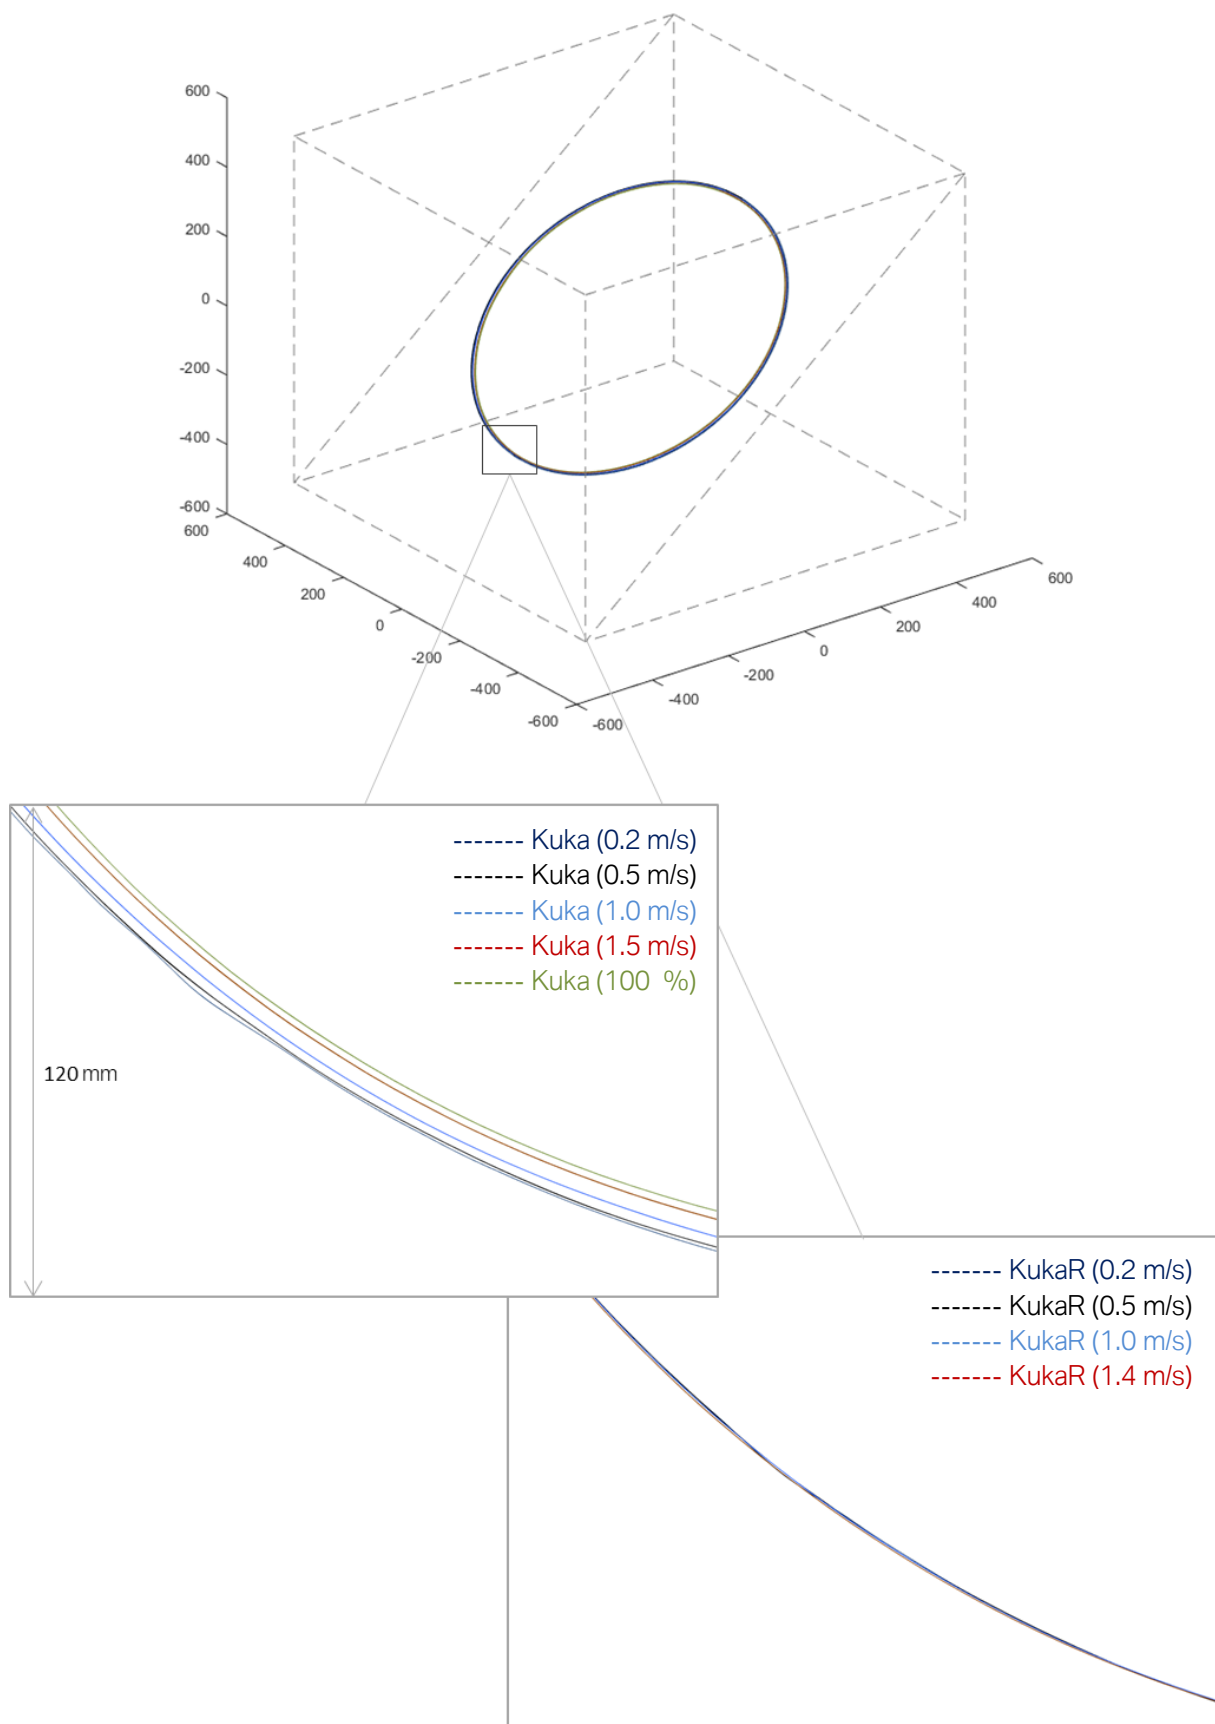 600
400
200
0
-200
-400
-600
600
400
200
0
-200
-400
-600
-600
-400
-200
0
200
400
600
Kuka (0.2 m/s)
Kuka (0.5 m/s)
Kuka (1.0 m/s)
Kuka (1.5 m/s)
Kuka (100 %)
120 mm
KukaR (0.2 m/s)
KukaR (0.5 m/s)
KukaR (1.0 m/s)
KukaR (1.4 m/s)